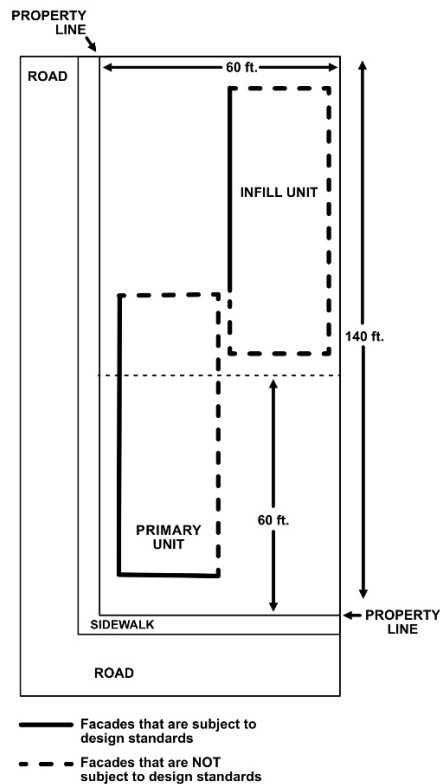 PROPERTY
LINE
ROAD
60 ft.
INFILL UNIT
140 ft.
60 ft.
PRIMARY
UNIT
PROPERTY
LINE
SIDEWALK
ROAD
Facades that are subject to
design standards
Facades that are NOT
subject to design standards